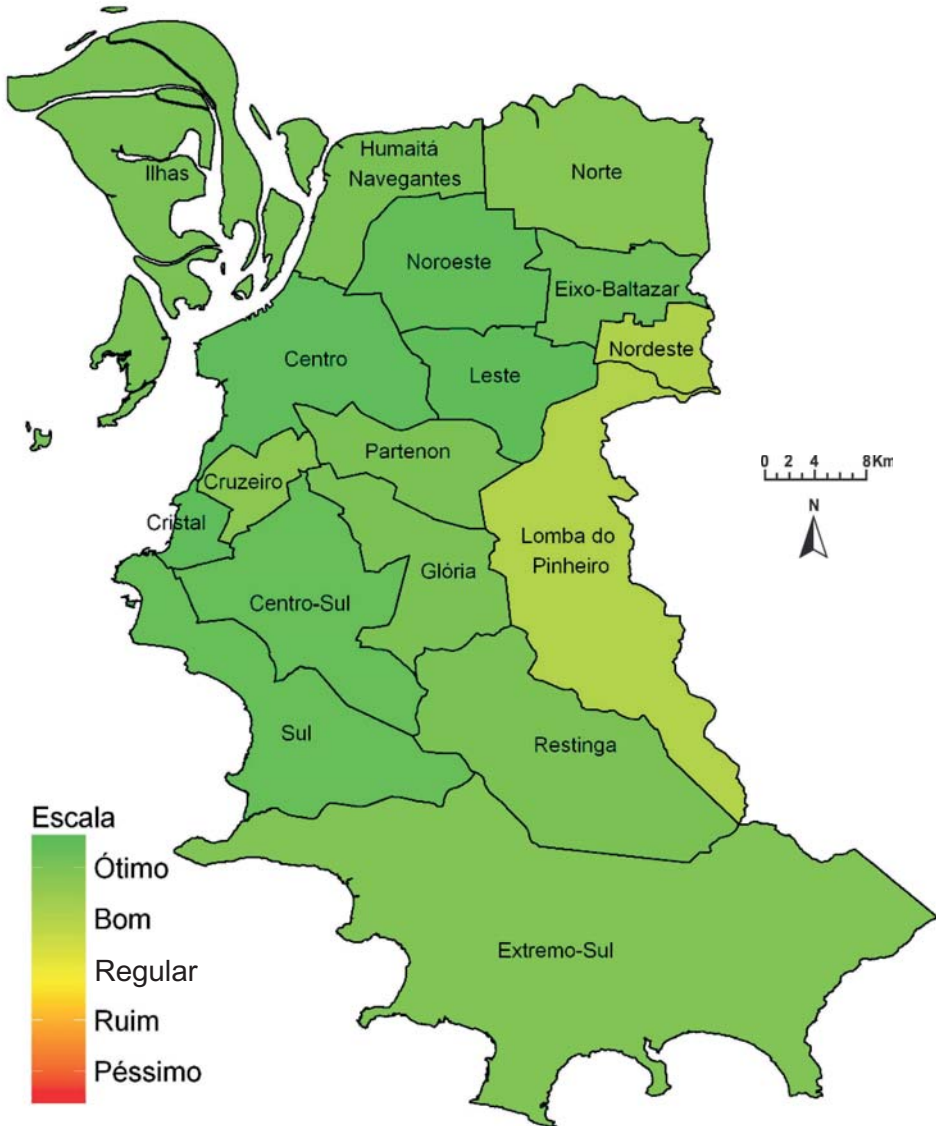 Ilhas
Humaitá
Navegantes
Norte
Noroeste
Eixo-Baltazar
Nordeste
Centro
Leste
Partenon
Cruzeiro
Cristal
Lomba do
Pinheiro
Glória
Centro-Sul
Sul
Restinga
Extremo-Sul
0 2 4 8Km
N
Escala
Ótimo
Bom
Regular
Ruim
Péssimo